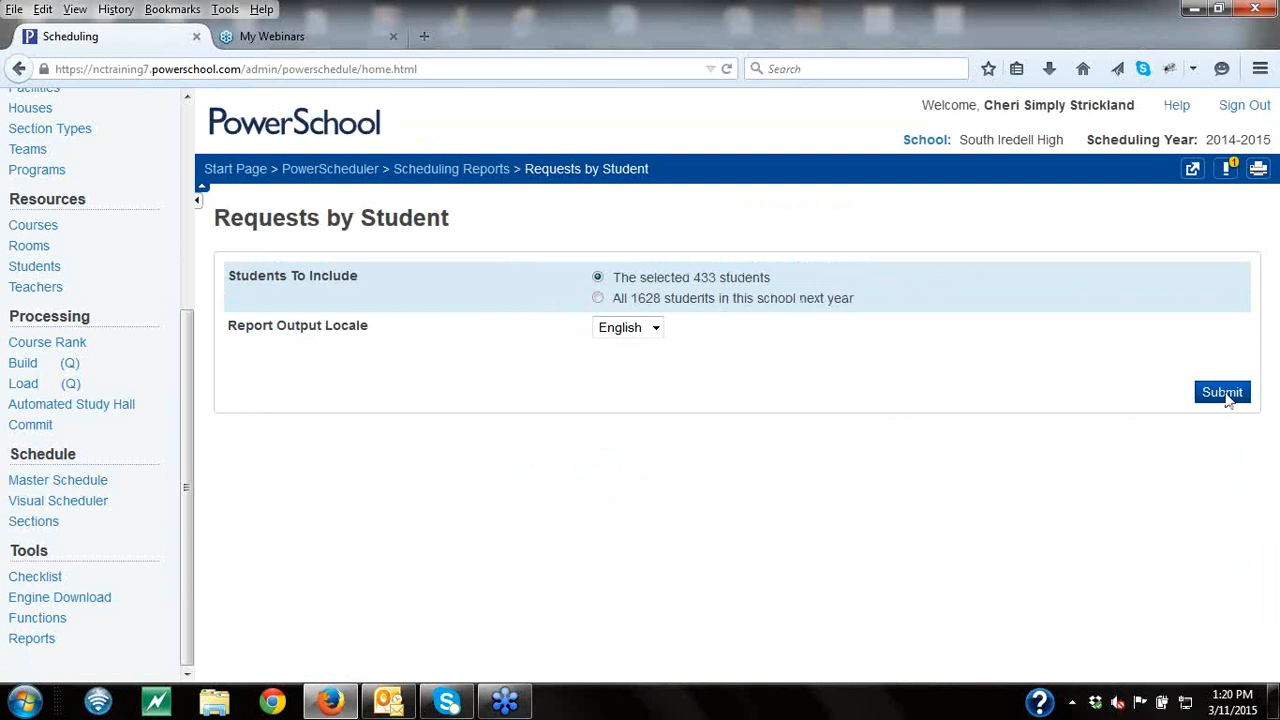 File Edit View History Bookmarks Tools Help
Scheduling × My Webinars × +
https://nctraining7.powerschool.com/admin/powerschedule/home.html Search
Facilities
Houses
Section Types
Teams
Programs
Resources
Courses
Rooms
Students
Teachers
Processing
Course Rank
Build (Q)
Load (Q)
Automated Study Hall
Commit
Schedule
Master Schedule
Visual Scheduler
Sections
Tools
Checklist
Engine Download
Functions
Reports
PowerSchool
Welcome, Cheri Simply Strickland Help Sign Out
School: South Iredell High Scheduling Year: 2014-2015
Start Page > PowerScheduler > Scheduling Reports > Requests by Student
1
Requests by Student
Students To Include
The selected 433 students
All 1628 students in this school next year
Report Output Locale English
Submit
1:20 PM
3/11/2015